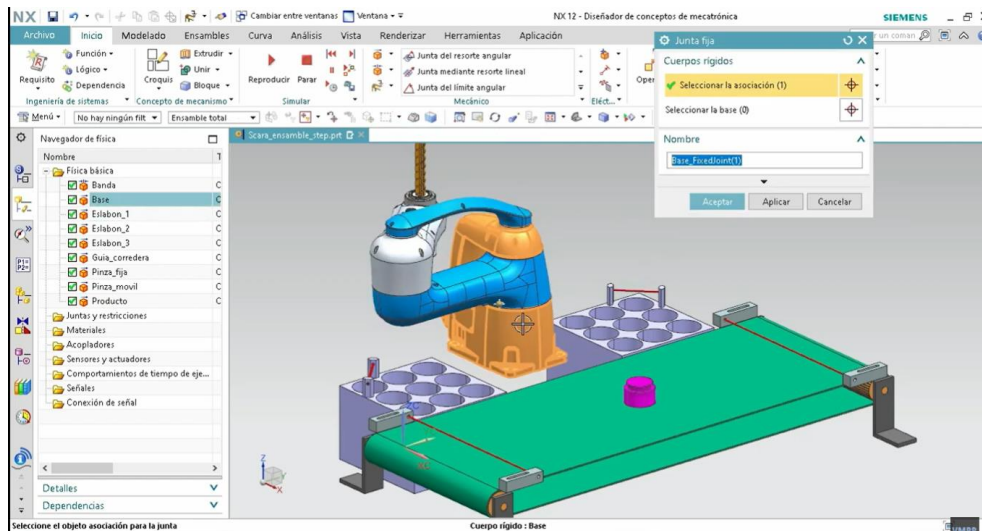 NX
Cambiar entre ventanas Ventana
NX 12 - Diseñador de conceptos de mecatrónica
SIEMENS
Archivo Inicio Modelado Ensambles Curva Análisis Vista Renderizar Herramientas Aplicación
Requisito
Función
Lógico
Dependencia
Ingeniería de sistemas
Croquis
Extrudir
Unir
Bloque
Concepto de mecanismo
Reproducir Parar
Simular
Junta del resorte angular
Junta mediante resorte lineal
Junta del límite angular
Mecánico
Eléct...
Menú No hay ningún filt Ensamble total
Navegador de física
Scara_ensamble_step.prt
Nombre
Física básica
Banda C
Base C
Eslabon_1 C
Eslabon_2 C
Eslabon_3 C
Guia_corredera C
Pinza_fija C
Pinza_movil C
Producto C
Juntas y restricciones
Materiales
Acopladores
Sensores y actuadores
Comportamientos de tiempo de eje...
Señales
Conexión de señal
Detalles
Dependencias
Junta fija
Cuerpos rígidos
Seleccionar la asociación (1)
Seleccionar la base (0)
Nombre
Base_FixedJoint(1)
Aceptar Aplicar Cancelar
P1=
P2=
ZC
Z
Y
X
Seleccione el objeto asociación para la junta
Cuerpo rígido : Base